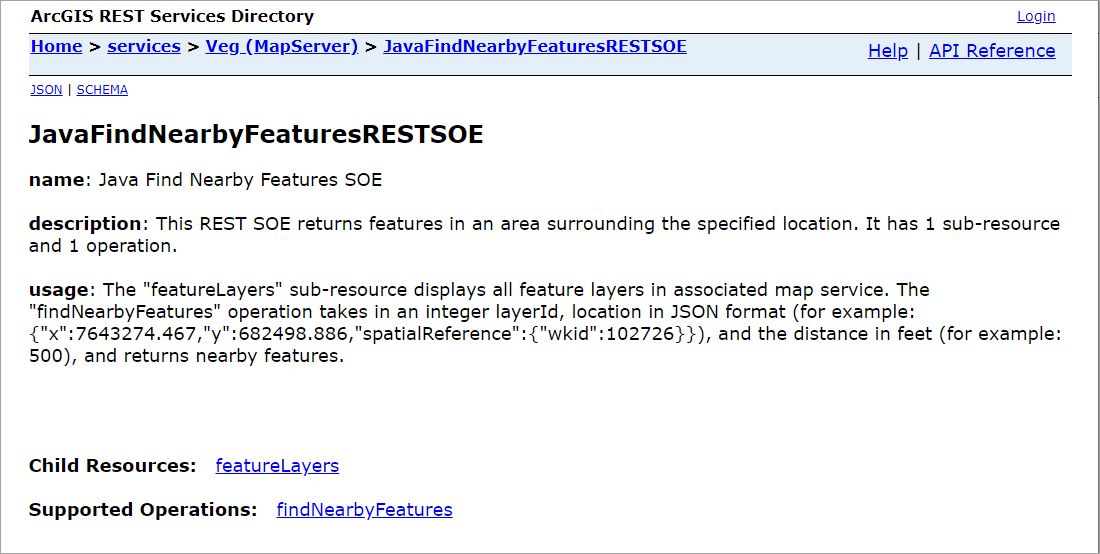 ArcGIS REST Services Directory
Login
Home > services > Veg (MapServer) > JavaFindNearbyFeaturesRESTSOE
Help | API Reference
JSON | SCHEMA
JavaFindNearbyFeaturesRESTSOE
name: Java Find Nearby Features SOE
description: This REST SOE returns features in an area surrounding the specified location. It has 1 sub-resource
and 1 operation.
usage: The "featureLayers" sub-resource displays all feature layers in associated map service. The
"findNearbyFeatures" operation takes in an integer layerId, location in JSON format (for example:
{"x":7643274.467,"y":682498.886,"spatialReference":{"wkid":102726}}), and the distance in feet (for example:
500), and returns nearby features.
Child Resources: featureLayers
Supported Operations: findNearbyFeatures